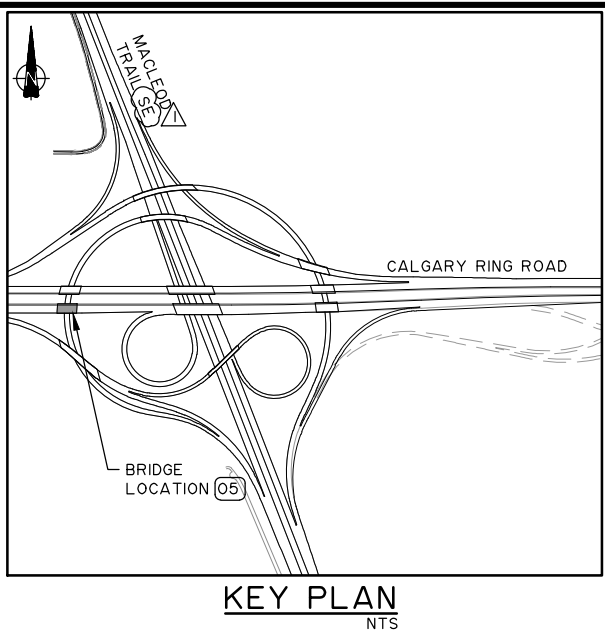 N
MACLEOD
TRAIL SE
1
CALGARY RING ROAD
BRIDGE
LOCATION 05
KEY PLAN
NTS